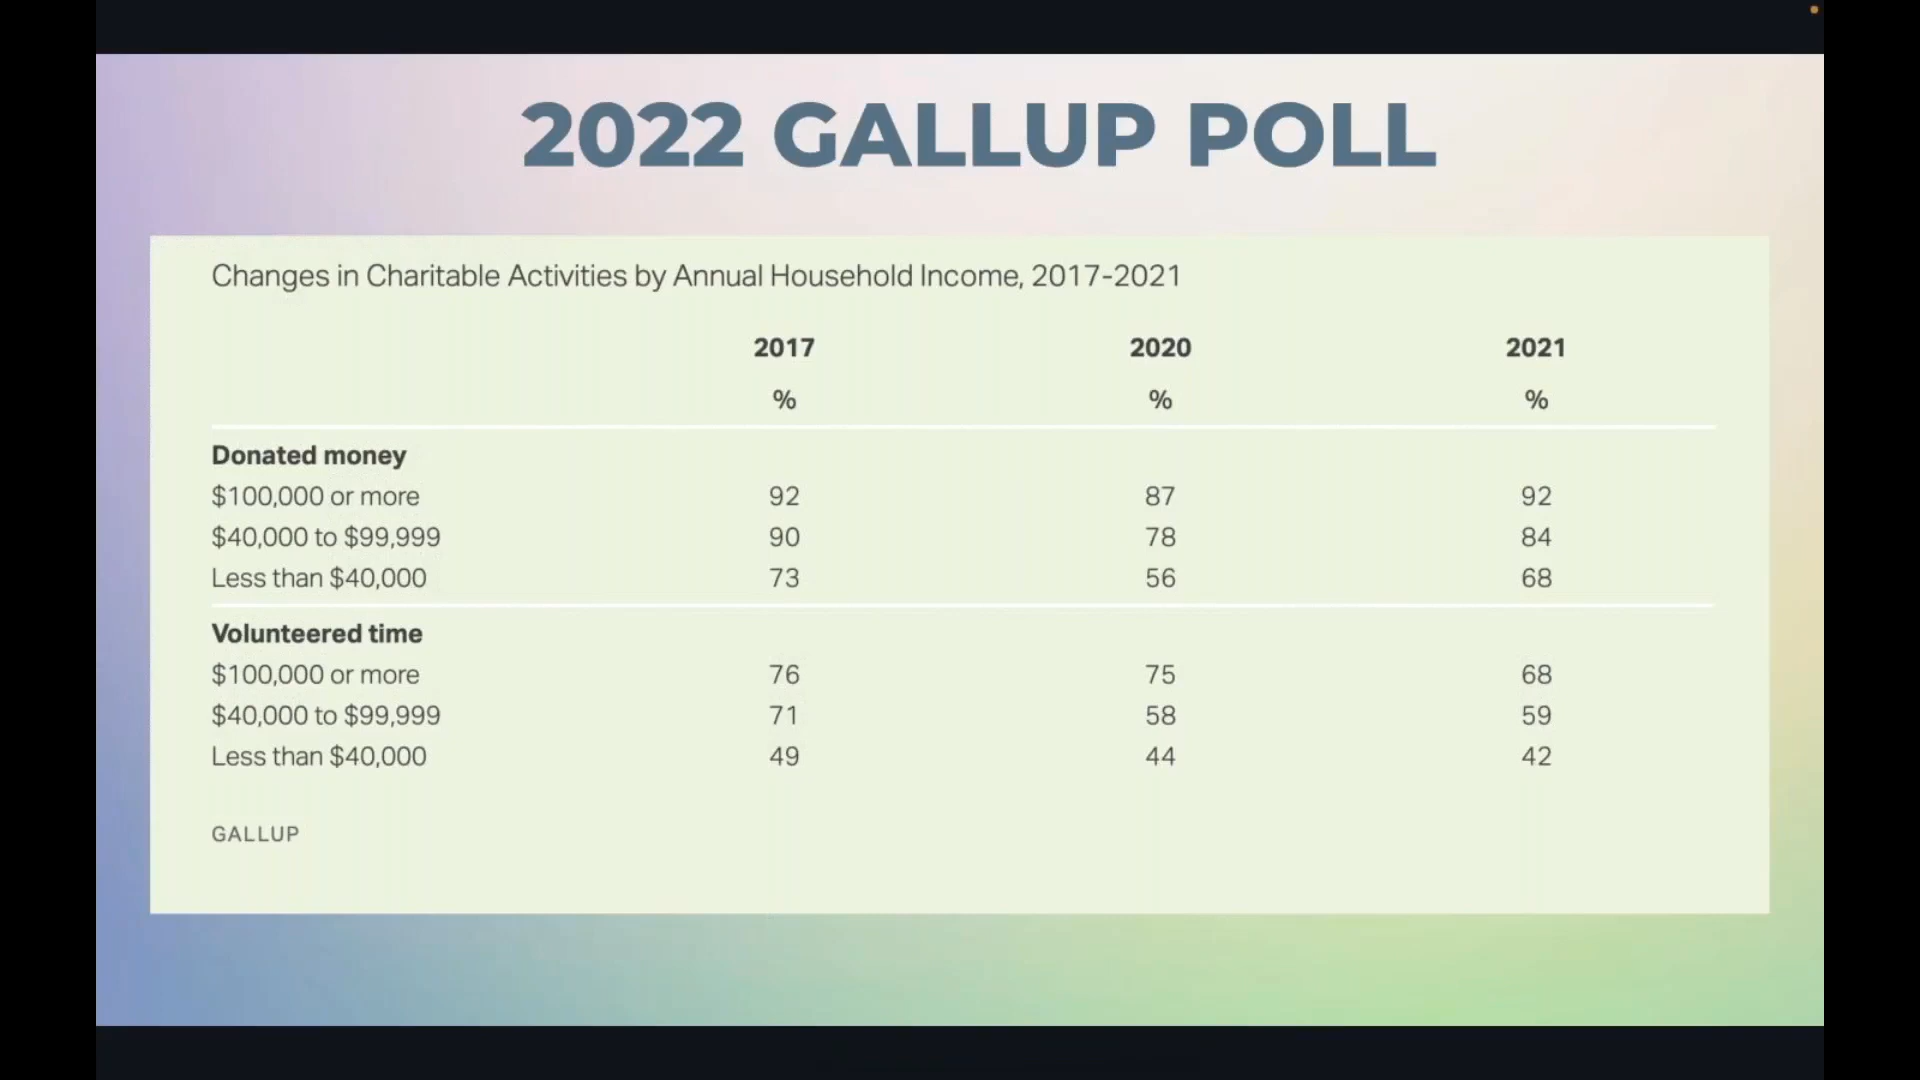 2022 GALLUP POLL
Changes in Charitable Activities by Annual Household Income, 2017-2021
2017 2020 2021
% % %
Donated money
$100,000 or more 92 87 92
$40,000 to $99,999 90 78 84
Less than $40,000 73 56 68
Volunteered time
$100,000 or more 76 75 68
$40,000 to $99,999 71 58 59
Less than $40,000 49 44 42
GALLUP